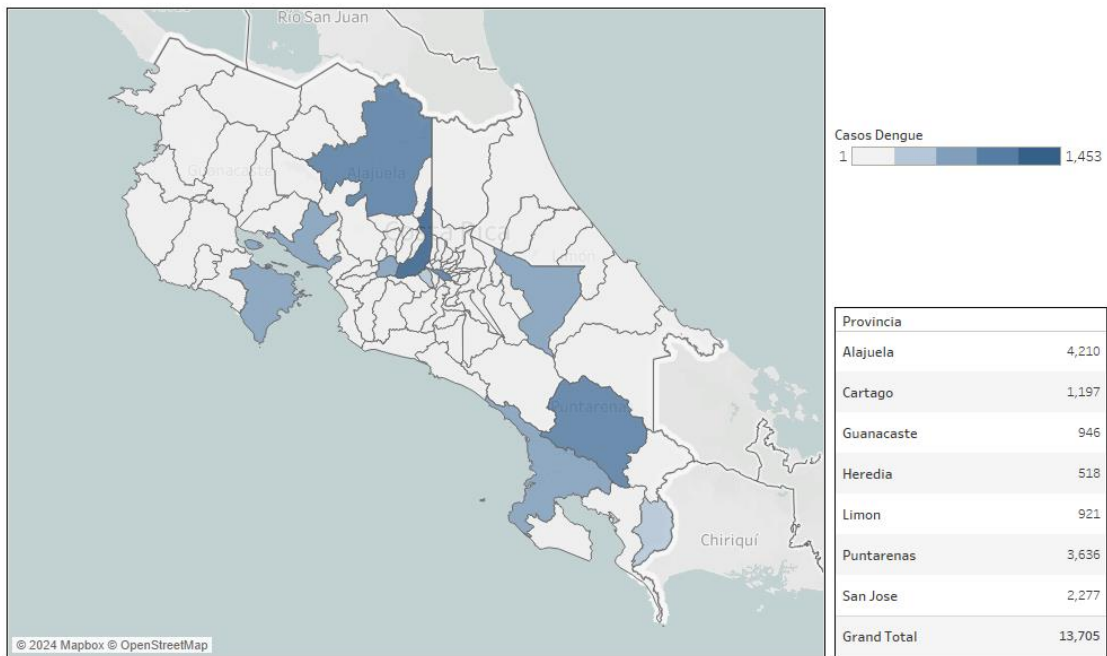 Río San Juan
Guanacaste
Alajuela
Costa Rica
Limón
Puntarenas
Chiriquí
© 2024 Mapbox © OpenStreetMap
Casos Dengue
1 1,453
Provincia
Alajuela 4,210
Cartago 1,197
Guanacaste 946
Heredia 518
Limon 921
Puntarenas 3,636
San Jose 2,277
Grand Total 13,705